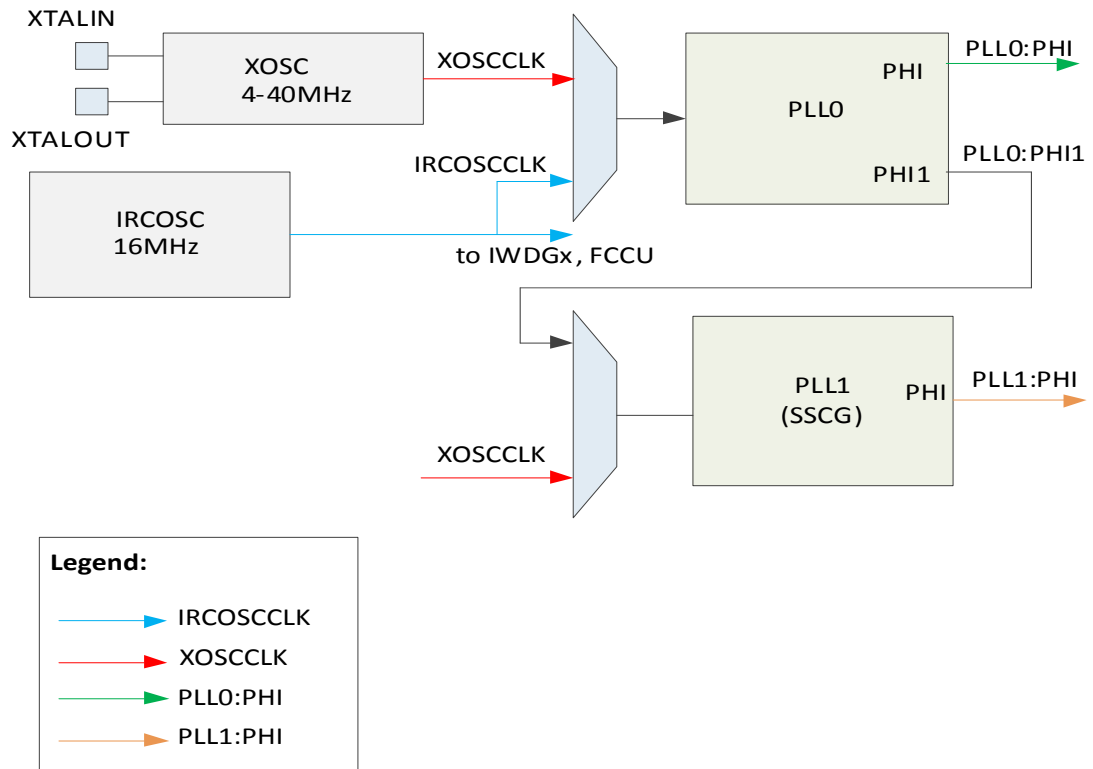 XTALIN
XTALOUT
XOSC
4-40MHz
XOSCCLK
IRCOSCCLK
IRCOSC
16MHz
to IWDGx, FCCU
PLL0
PHI
PHI1
PLL0:PHI
PLL0:PHI1
XOSCCLK
PLL1
(SSCG)
PHI
PLL1:PHI
Legend:
IRCOSCCLK
XOSCCLK
PLL0:PHI
PLL1:PHI